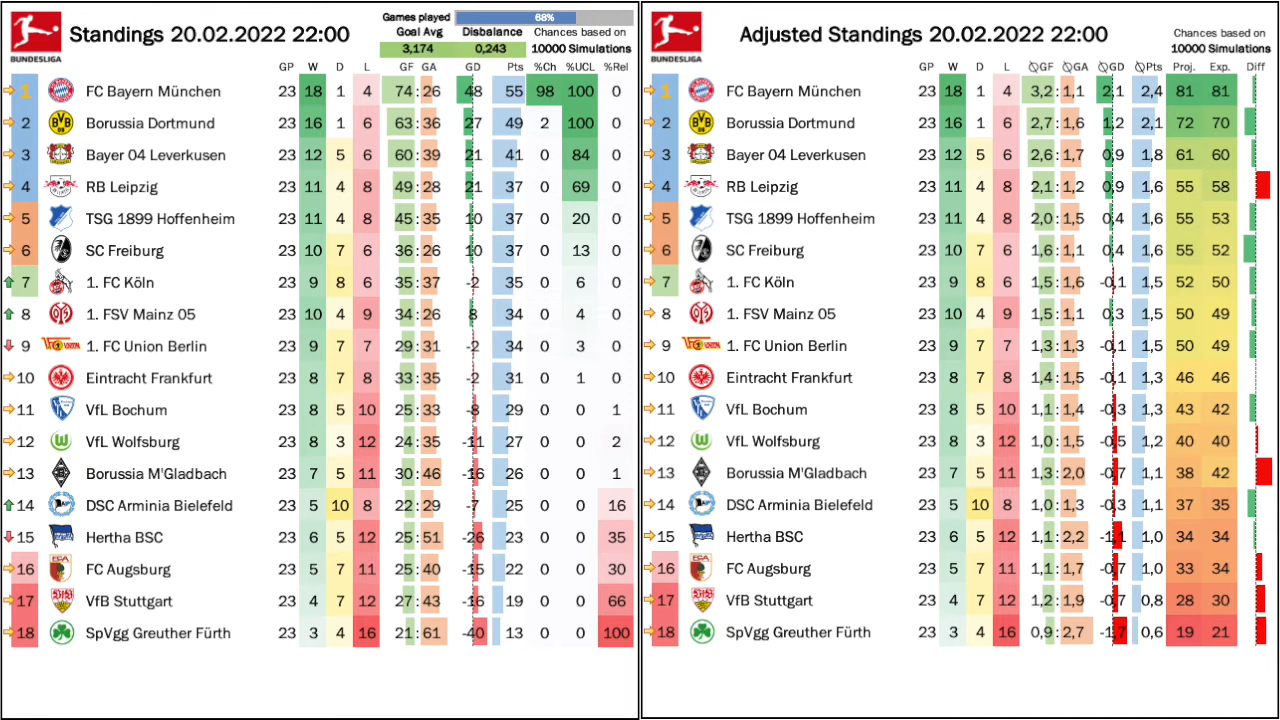 Games played 68%
Standings 20.02.2022 22:00
Goal Avg Disbalance Chances based on
3,174 0,243 10000 Simulations
BUNDESLIGA
GP W D L GF GA GD Pts %Ch %UCL %Rel
1 FC Bayern München 23 18 1 4 74 : 26 48 55 98 100 0
2 Borussia Dortmund 23 16 1 6 63 : 36 27 49 2 100 0
3 Bayer 04 Leverkusen 23 12 5 6 60 : 39 21 41 0 84 0
4 RB Leipzig 23 11 4 8 49 : 28 21 37 0 69 0
5 TSG 1899 Hoffenheim 23 11 4 8 45 : 35 10 37 0 20 0
6 SC Freiburg 23 10 7 6 36 : 26 10 37 0 13 0
7 1. FC Köln 23 9 8 6 35 : 37 -2 35 0 6 0
8 1. FSV Mainz 05 23 10 4 9 34 : 26 8 34 0 4 0
9 1. FC Union Berlin 23 9 7 7 29 : 31 -2 34 0 3 0
10 Eintracht Frankfurt 23 8 7 8 33 : 35 -2 31 0 1 0
11 VfL Bochum 23 8 5 10 25 : 33 -8 29 0 0 1
12 VfL Wolfsburg 23 8 3 12 24 : 35 -11 27 0 0 2
13 Borussia M'Gladbach 23 7 5 11 30 : 46 -16 26 0 0 1
14 DSC Arminia Bielefeld 23 5 10 8 22 : 29 -7 25 0 0 16
15 Hertha BSC 23 6 5 12 25 : 51 -26 23 0 0 35
16 FC Augsburg 23 5 7 11 25 : 40 -15 22 0 0 30
17 VfB Stuttgart 23 4 7 12 27 : 43 -16 19 0 0 66
18 SpVgg Greuther Fürth 23 3 4 16 21 : 61 -40 13 0 0 100
Adjusted Standings 20.02.2022 22:00
Chances based on
10000 Simulations
BUNDESLIGA
GP W D L ∅GF ∅GA ∅GD ∅Pts Proj. Exp. Diff
1 FC Bayern München 23 18 1 4 3,2 : 1,1 2,1 2,4 81 81
2 Borussia Dortmund 23 16 1 6 2,7 : 1,6 1,2 2,1 72 70
3 Bayer 04 Leverkusen 23 12 5 6 2,6 : 1,7 0,9 1,8 61 60
4 RB Leipzig 23 11 4 8 2,1 : 1,2 0,9 1,6 55 58
5 TSG 1899 Hoffenheim 23 11 4 8 2,0 : 1,5 0,4 1,6 55 53
6 SC Freiburg 23 10 7 6 1,6 : 1,1 0,4 1,6 55 52
7 1. FC Köln 23 9 8 6 1,5 : 1,6 -0,1 1,5 52 50
8 1. FSV Mainz 05 23 10 4 9 1,5 : 1,1 0,3 1,5 50 49
9 1. FC Union Berlin 23 9 7 7 1,3 : 1,3 -0,1 1,5 50 49
10 Eintracht Frankfurt 23 8 7 8 1,4 : 1,5 -0,1 1,3 46 46
11 VfL Bochum 23 8 5 10 1,1 : 1,4 -0,3 1,3 43 42
12 VfL Wolfsburg 23 8 3 12 1,0 : 1,5 -0,5 1,2 40 40
13 Borussia M'Gladbach 23 7 5 11 1,3 : 2,0 -0,7 1,1 38 42
14 DSC Arminia Bielefeld 23 5 10 8 1,0 : 1,3 -0,3 1,1 37 35
15 Hertha BSC 23 6 5 12 1,1 : 2,2 -1,1 1,0 34 34
16 FC Augsburg 23 5 7 11 1,1 : 1,7 -0,7 1,0 33 34
17 VfB Stuttgart 23 4 7 12 1,2 : 1,9 -0,7 0,8 28 30
18 SpVgg Greuther Fürth 23 3 4 16 0,9 : 2,7 -1,7 0,6 19 21